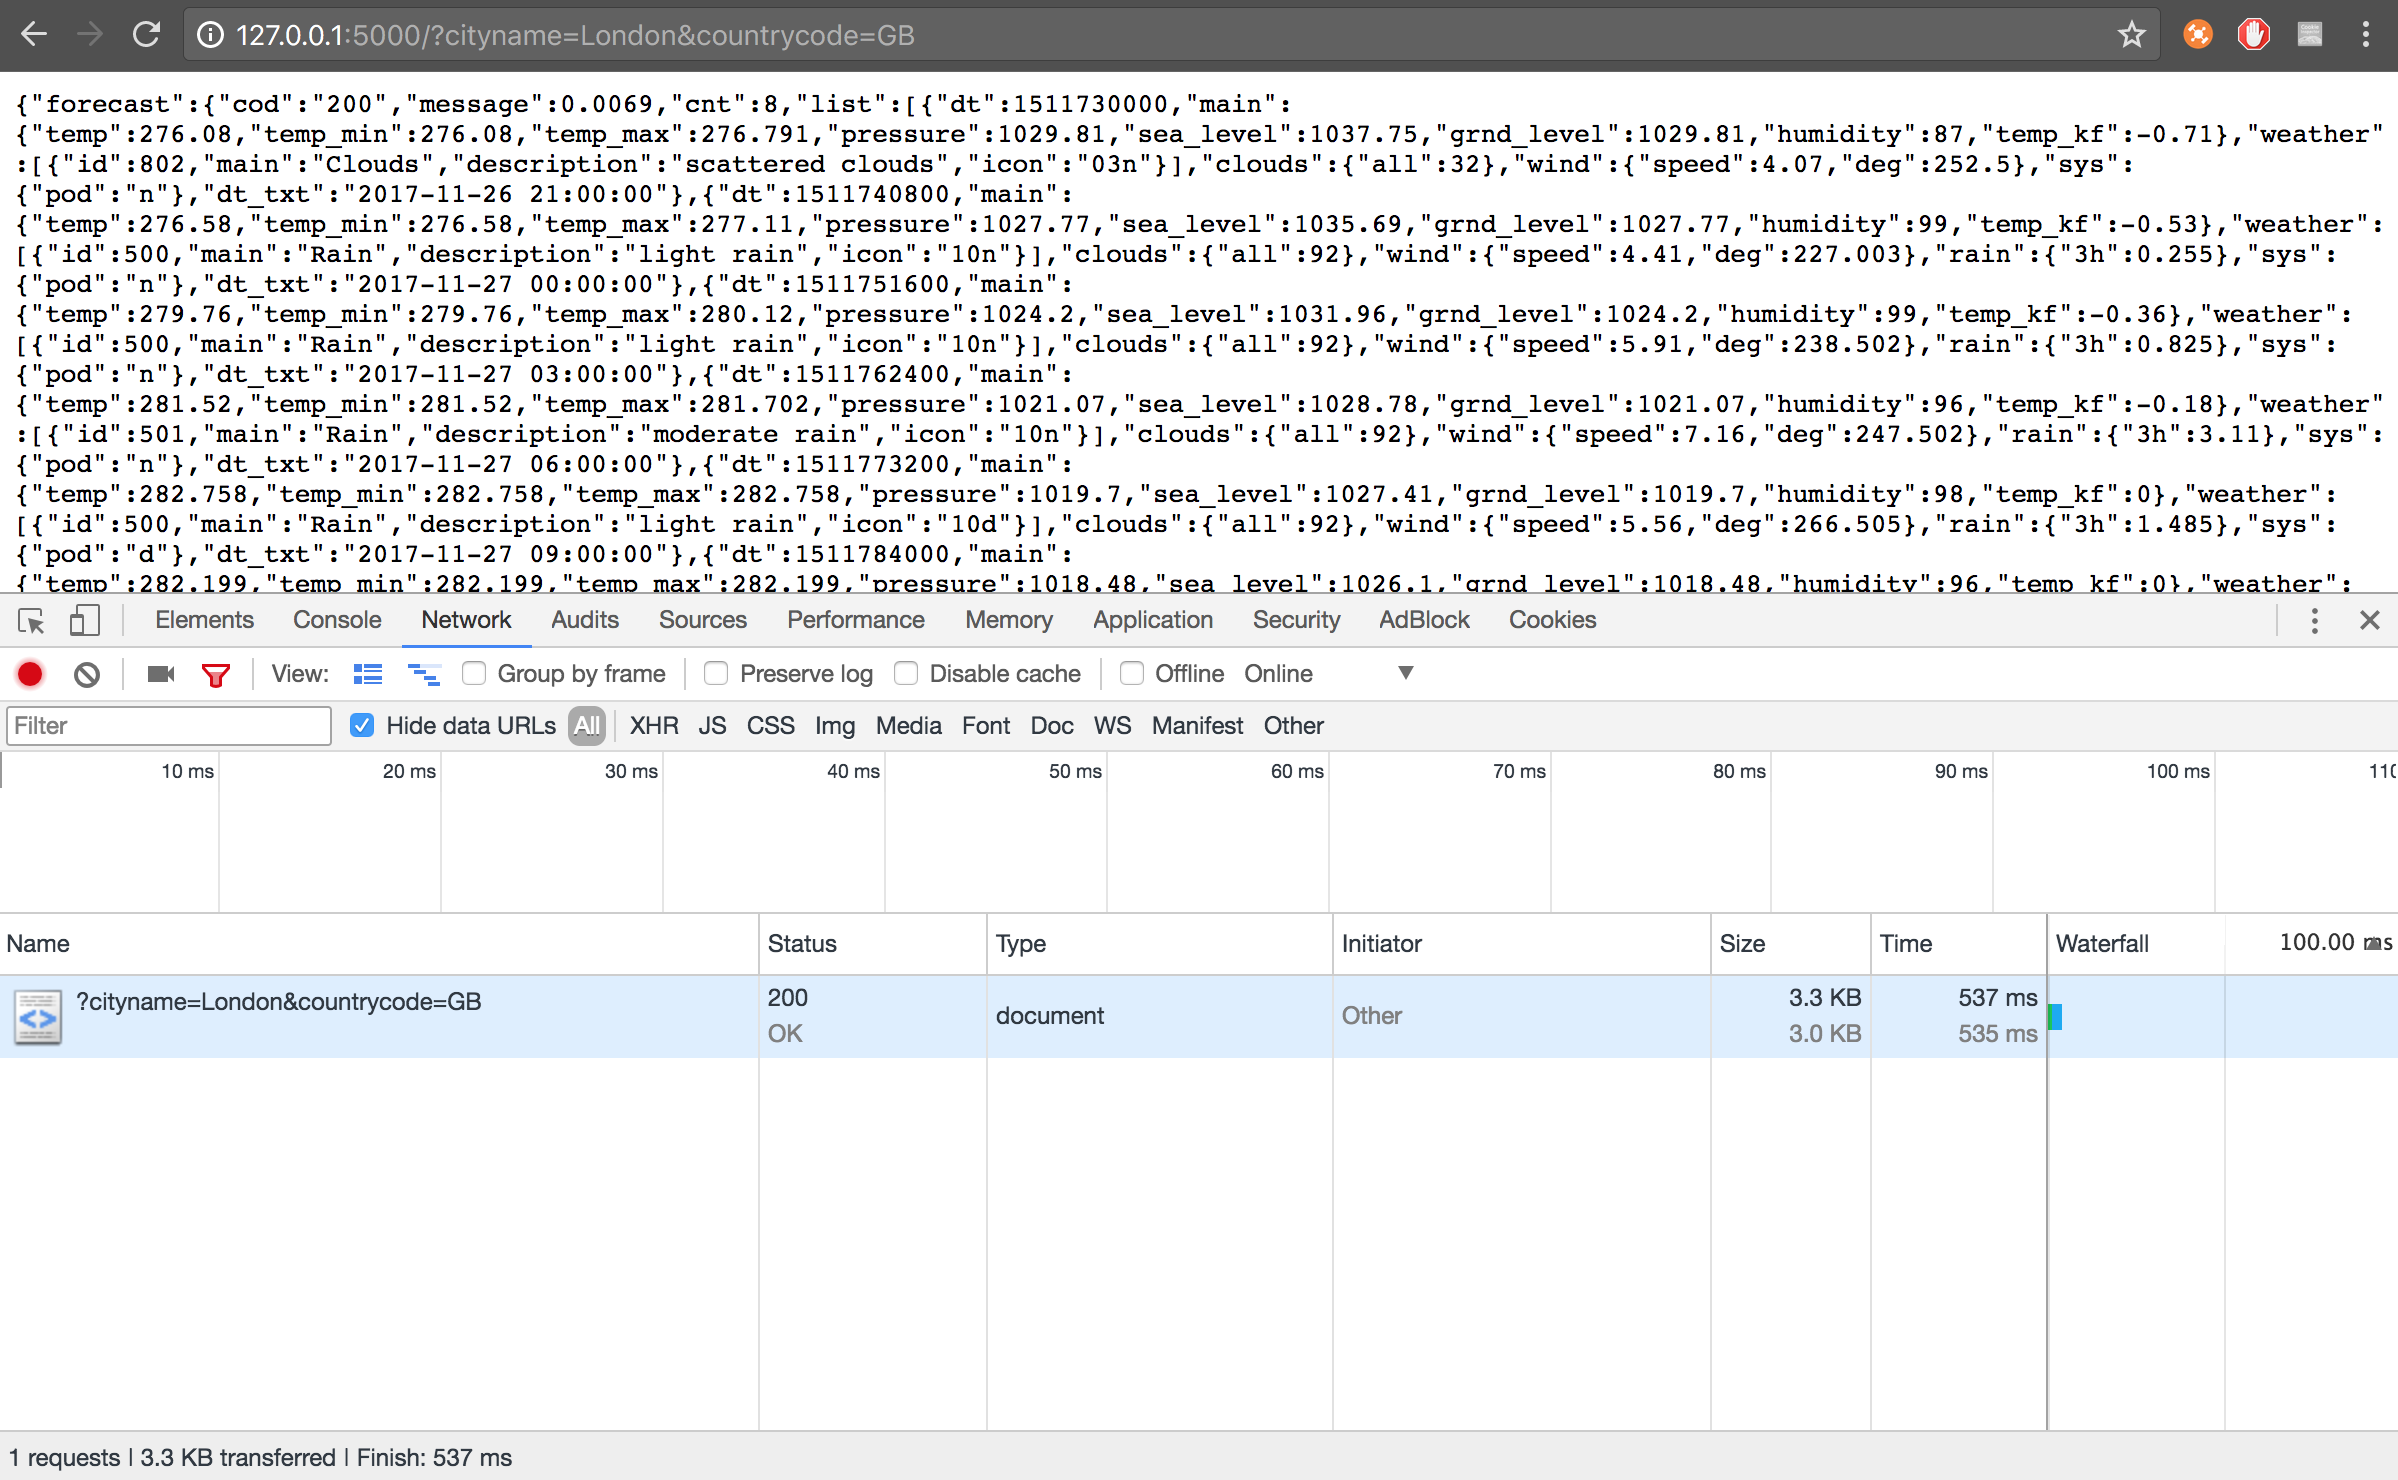 127.0.0.1:5000/?cityname=London&countrycode=GB
{"forecast":{"cod":"200","message":0.0069,"cnt":8,"list":[{"dt":1511730000,"main":
{"temp":276.08,"temp_min":276.08,"temp_max":276.791,"pressure":1029.81,"sea_level":1037.75,"grnd_level":1029.81,"humidity":87,"temp_kf":-0.71},"weather"
:[{"id":802,"main":"Clouds","description":"scattered clouds","icon":"03n"}],"clouds":{"all":32},"wind":{"speed":4.07,"deg":252.5},"sys":
{"pod":"n"},"dt_txt":"2017-11-26 21:00:00"},{"dt":1511740800,"main":
{"temp":276.58,"temp_min":276.58,"temp_max":277.11,"pressure":1027.77,"sea_level":1035.69,"grnd_level":1027.77,"humidity":99,"temp_kf":-0.53},"weather":
[{"id":500,"main":"Rain","description":"light rain","icon":"10n"}],"clouds":{"all":92},"wind":{"speed":4.41,"deg":227.003},"rain":{"3h":0.255},"sys":
{"pod":"n"},"dt_txt":"2017-11-27 00:00:00"},{"dt":1511751600,"main":
{"temp":279.76,"temp_min":279.76,"temp_max":280.12,"pressure":1024.2,"sea_level":1031.96,"grnd_level":1024.2,"humidity":99,"temp_kf":-0.36},"weather":
[{"id":500,"main":"Rain","description":"light rain","icon":"10n"}],"clouds":{"all":92},"wind":{"speed":5.91,"deg":238.502},"rain":{"3h":0.825},"sys":
{"pod":"n"},"dt_txt":"2017-11-27 03:00:00"},{"dt":1511762400,"main":
{"temp":281.52,"temp_min":281.52,"temp_max":281.702,"pressure":1021.07,"sea_level":1028.78,"grnd_level":1021.07,"humidity":96,"temp_kf":-0.18},"weather"
:[{"id":501,"main":"Rain","description":"moderate rain","icon":"10n"}],"clouds":{"all":92},"wind":{"speed":7.16,"deg":247.502},"rain":{"3h":3.11},"sys":
{"pod":"n"},"dt_txt":"2017-11-27 06:00:00"},{"dt":1511773200,"main":
{"temp":282.758,"temp_min":282.758,"temp_max":282.758,"pressure":1019.7,"sea_level":1027.41,"grnd_level":1019.7,"humidity":98,"temp_kf":0},"weather":
[{"id":500,"main":"Rain","description":"light rain","icon":"10d"}],"clouds":{"all":92},"wind":{"speed":5.56,"deg":266.505},"rain":{"3h":1.485},"sys":
{"pod":"d"},"dt_txt":"2017-11-27 09:00:00"},{"dt":1511784000,"main":
{"temp":282.199,"temp_min":282.199,"temp_max":282.199,"pressure":1018.48,"sea_level":1026.1,"grnd_level":1018.48,"humidity":96,"temp_kf":0},"weather":
Elements Console Network Audits Sources Performance Memory Application Security AdBlock Cookies
View: Group by frame Preserve log Disable cache Offline Online
Filter Hide data URLs All XHR JS CSS Img Media Font Doc WS Manifest Other
10 ms 20 ms 30 ms 40 ms 50 ms 60 ms 70 ms 80 ms 90 ms 100 ms 110
Name Status Type Initiator Size Time Waterfall 100.00 ms
?cityname=London&countrycode=GB 200 document Other 3.3 KB 537 ms
OK 3.0 KB 535 ms
1 requests | 3.3 KB transferred | Finish: 537 ms